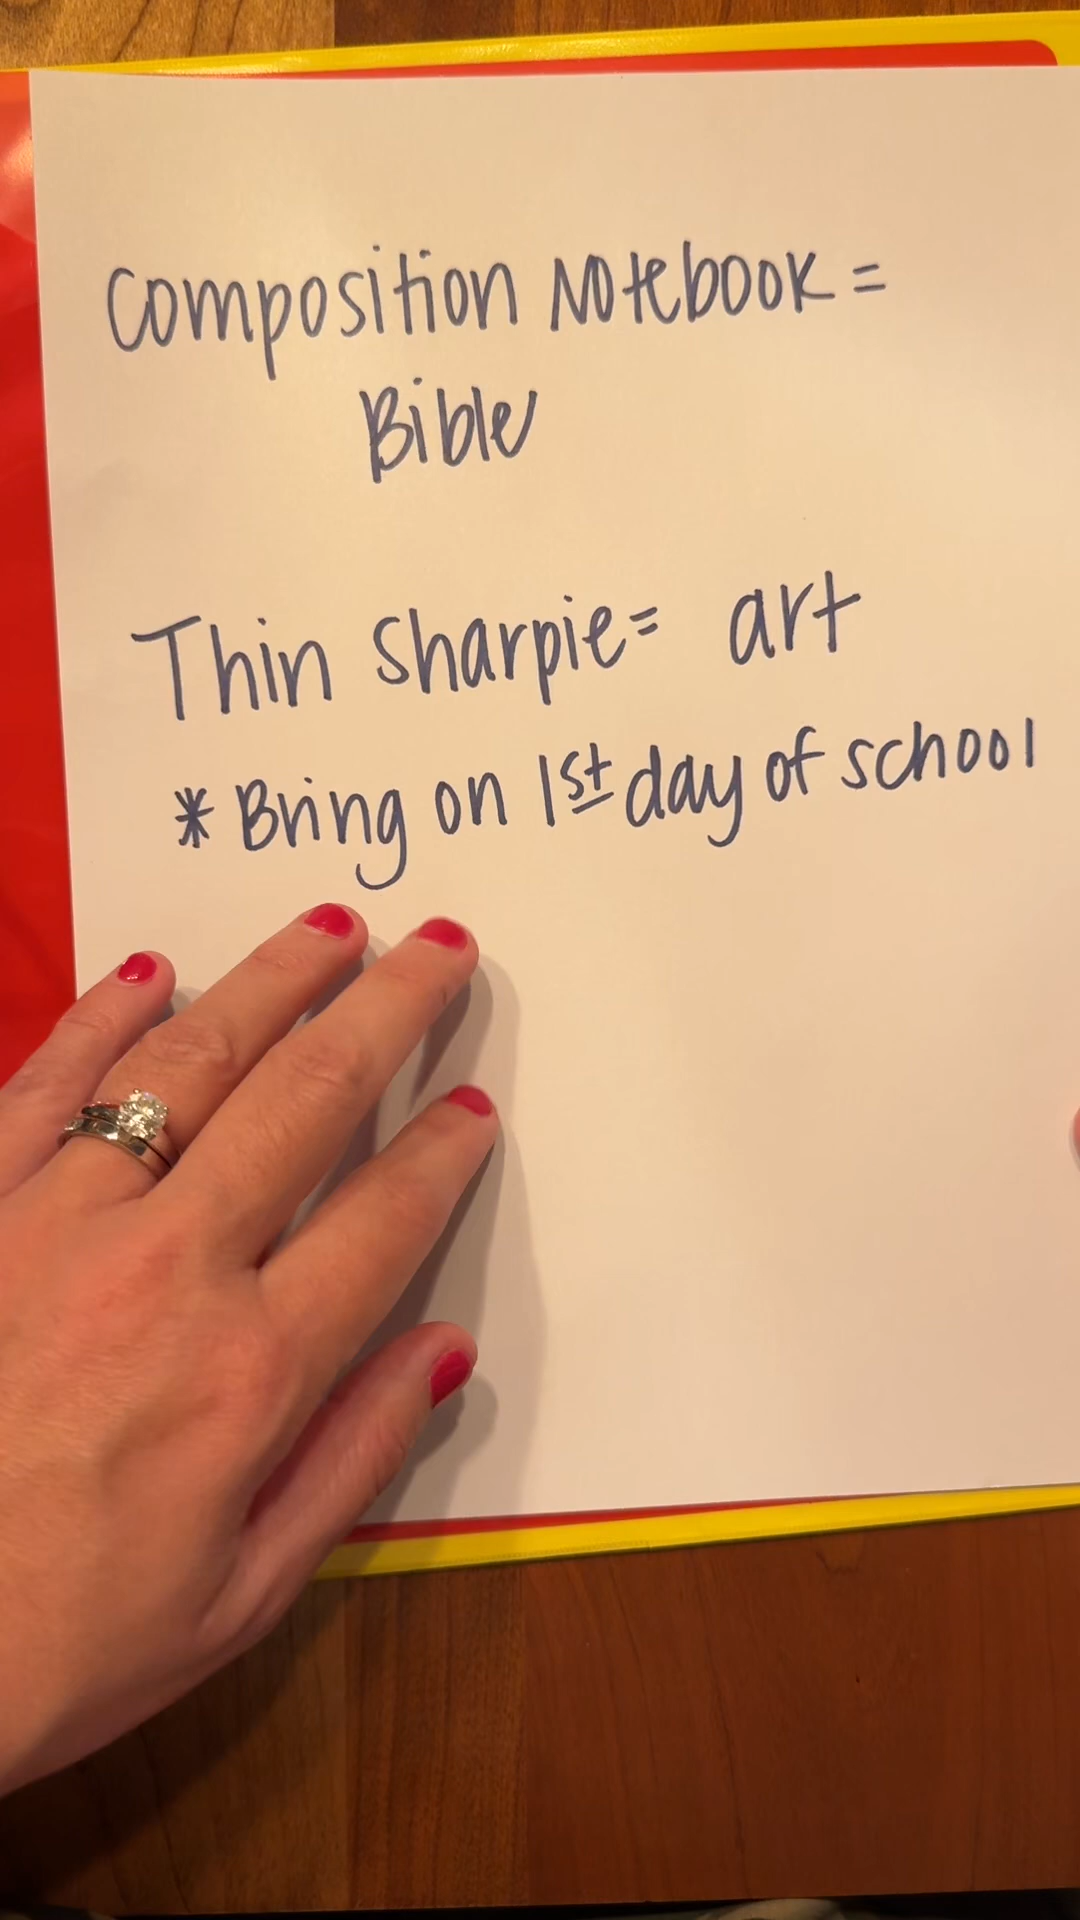 Composition Notebook =
Bible
Thin Sharpie= art
* Bring on 1st day of school